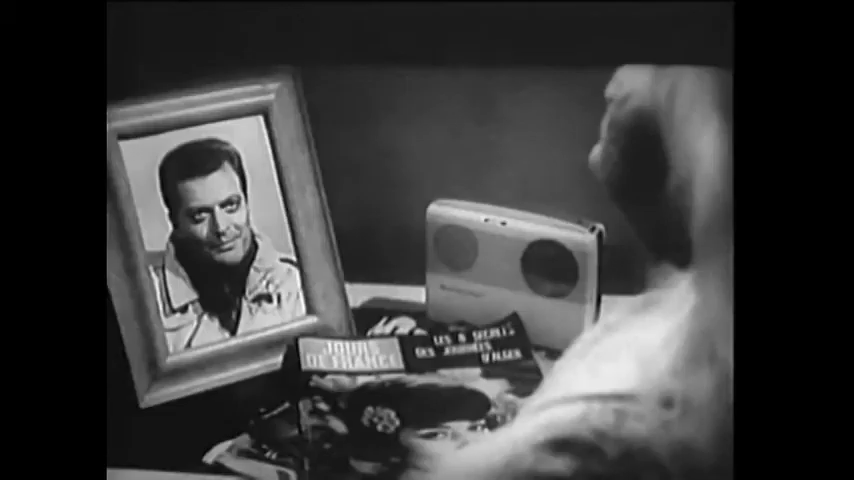 JOURS
DE FRANCE
LES 6 SECRETS
DES JOURNÉES
D'ALGER